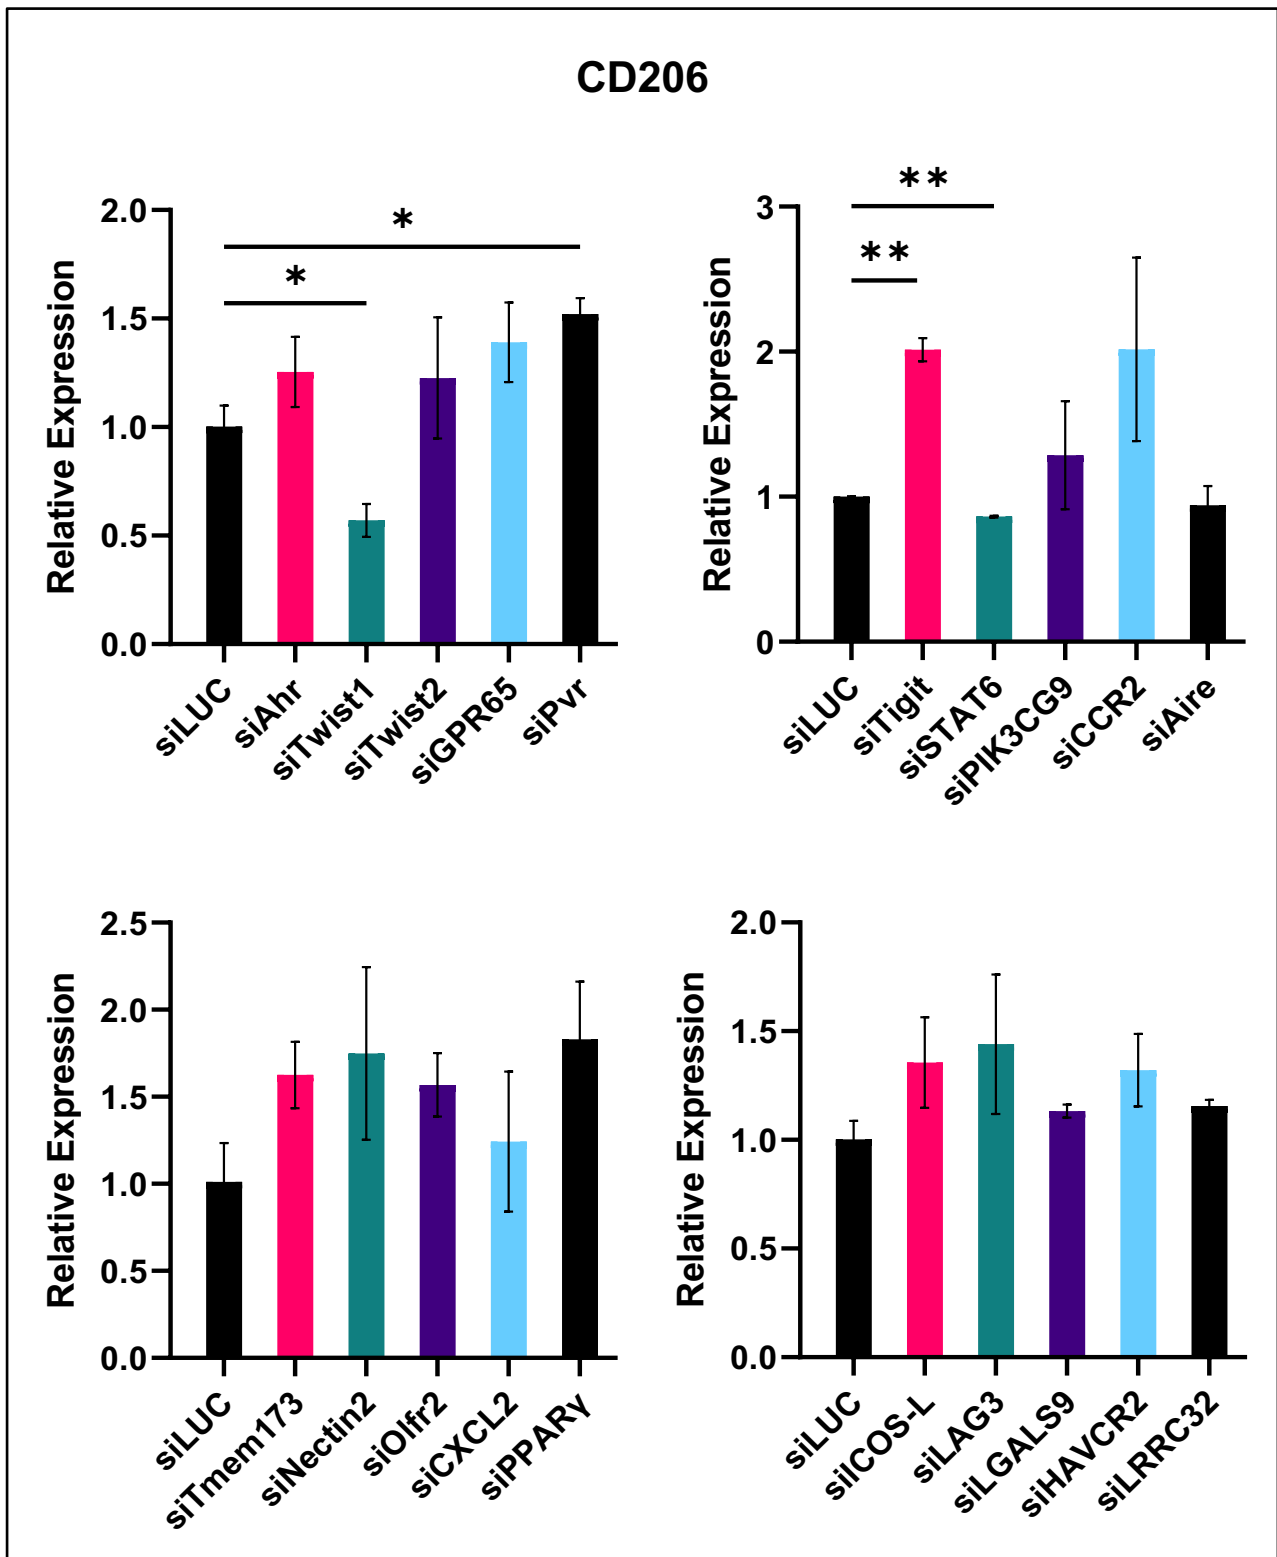 CD206
*
*
2.0
1.5
1.0
0.5
0.0
Relative Expression
siLUC
siAhr
siTwist1
siTwist2
siGPR65
siPvr
**
**
3
2
1
0
Relative Expression
siLUC
siTigit
siSTAT6
siPIK3CG9
siCCR2
siAire
2.5
2.0
1.5
1.0
0.5
0.0
Relative Expression
siLUC
siTmem173
siNectin2
siOlfr2
siCXCL2
siPPARγ
2.0
1.5
1.0
0.5
0.0
Relative Expression
siLUC
siICOS-L
siLAG3
siLGALS9
siHAVCR2
siLRRC32